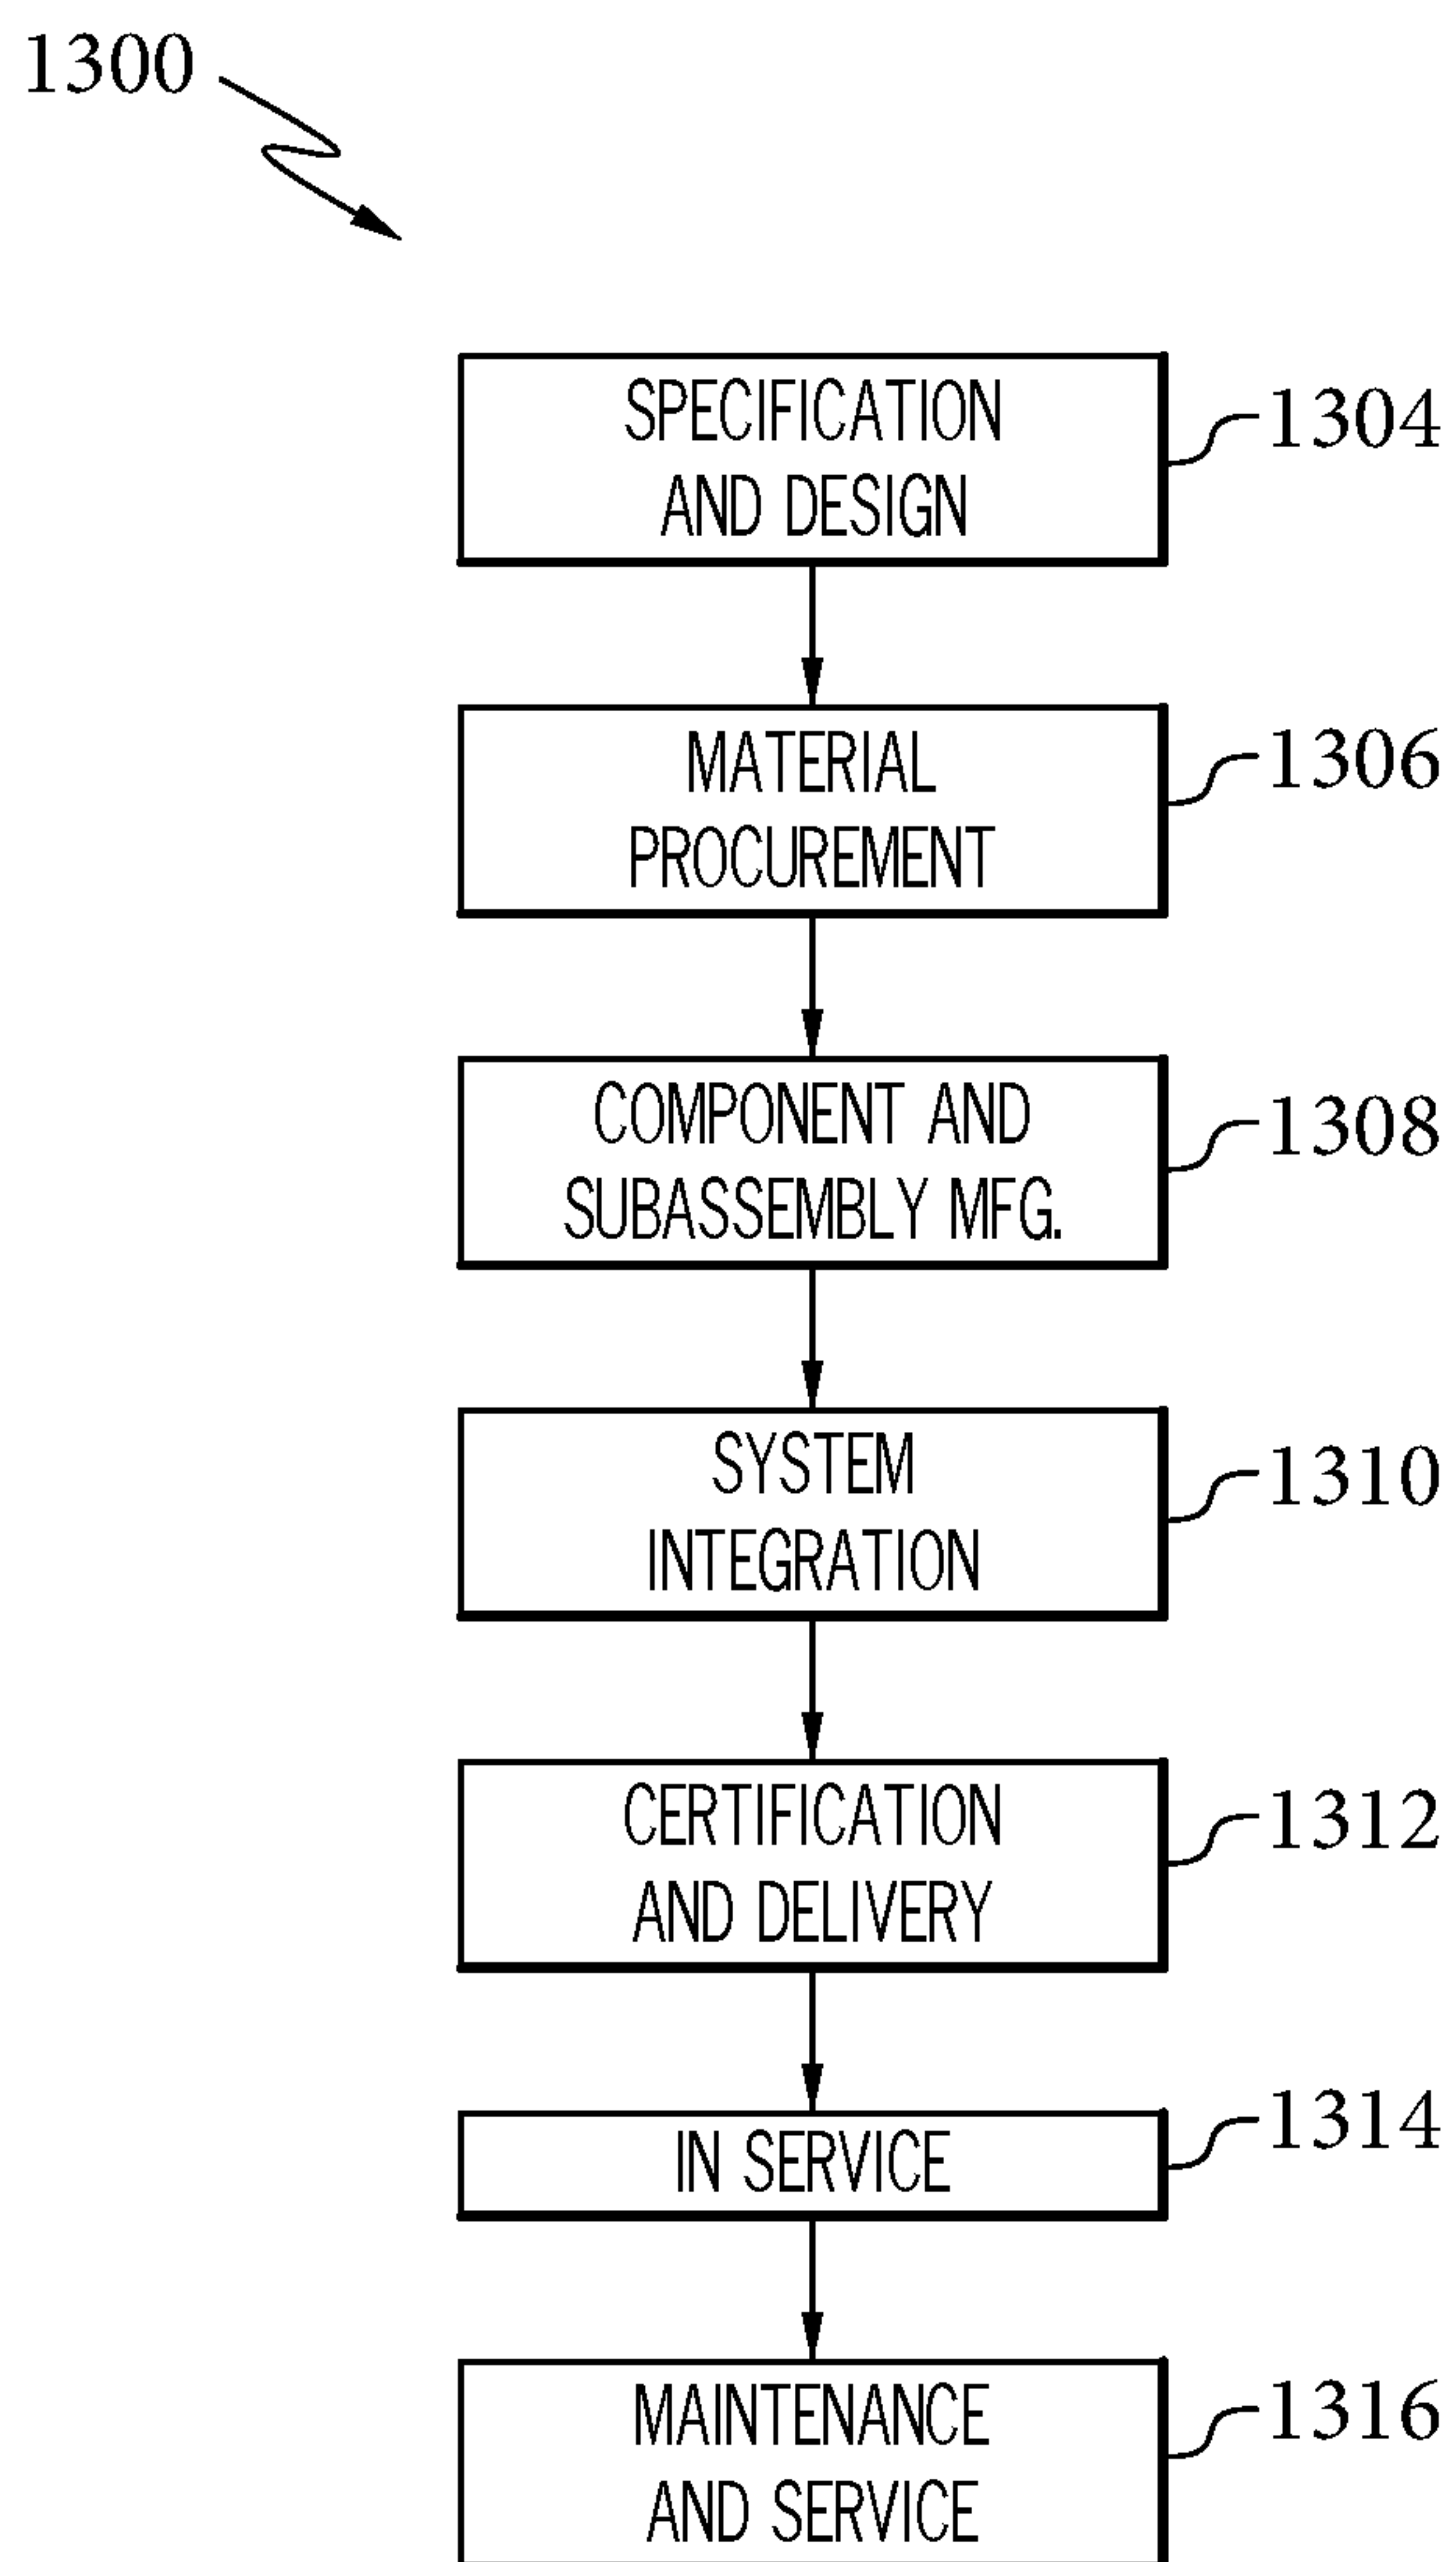 1300
SPECIFICATION
AND DESIGN
1304
MATERIAL
PROCUREMENT
1306
COMPONENT AND
SUBASSEMBLY MFG.
1308
SYSTEM
INTEGRATION
1310
CERTIFICATION
AND DELIVERY
1312
IN SERVICE
1314
MAINTENANCE
AND SERVICE
1316